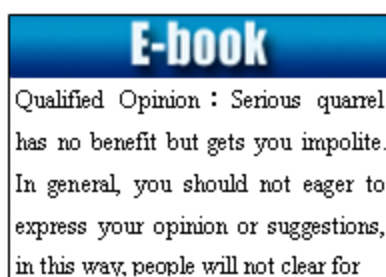 E-book
Qualified Opinion：Serious quarrel
has no benefit but gets you impolite.
In general, you should not eager to
express your opinion or suggestions,
in this way, people will not clear for